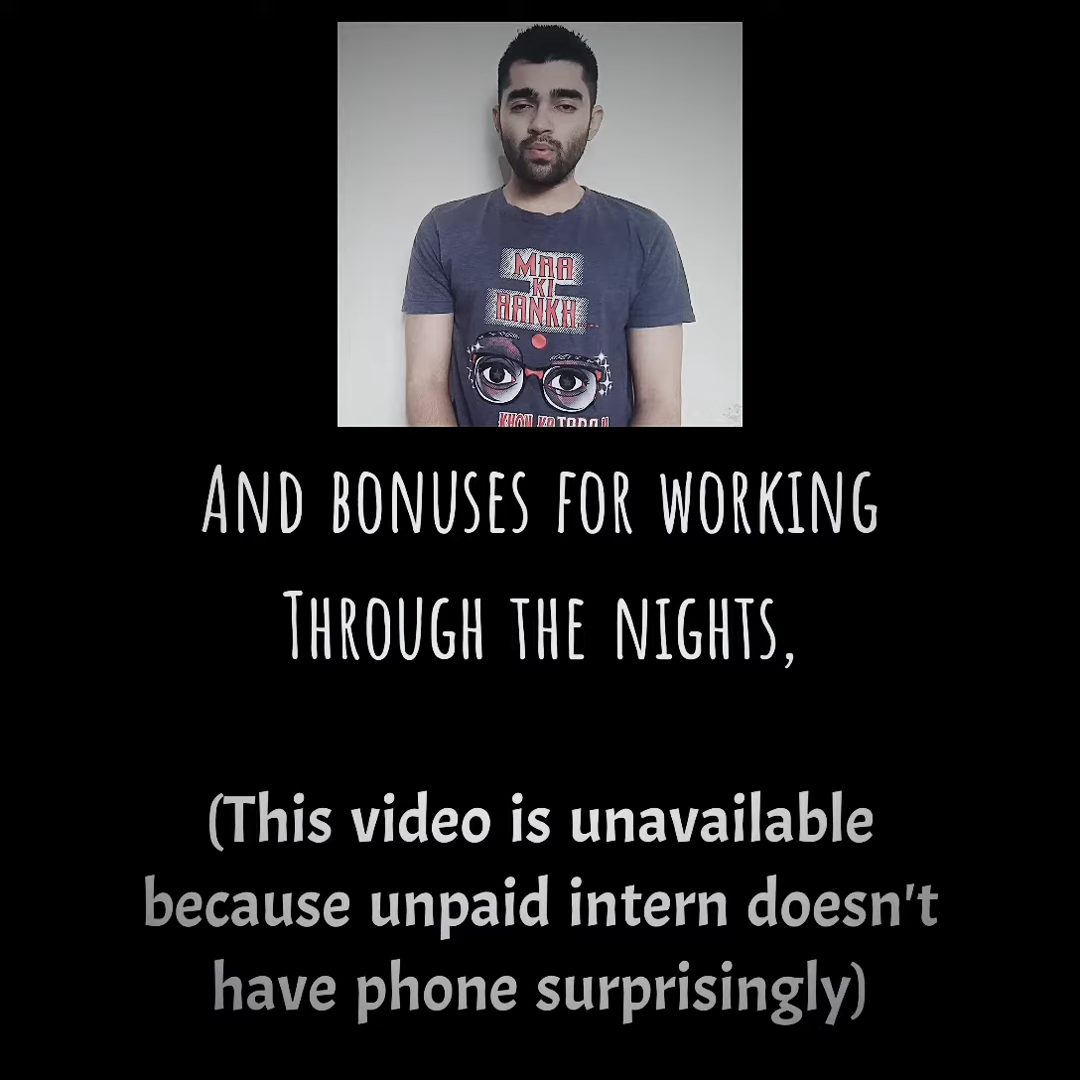 MAA
KI
AANKH...
AND BONUSES FOR WORKING
THROUGH THE NIGHTS,
(This video is unavailable
because unpaid intern doesn't
have phone surprisingly)